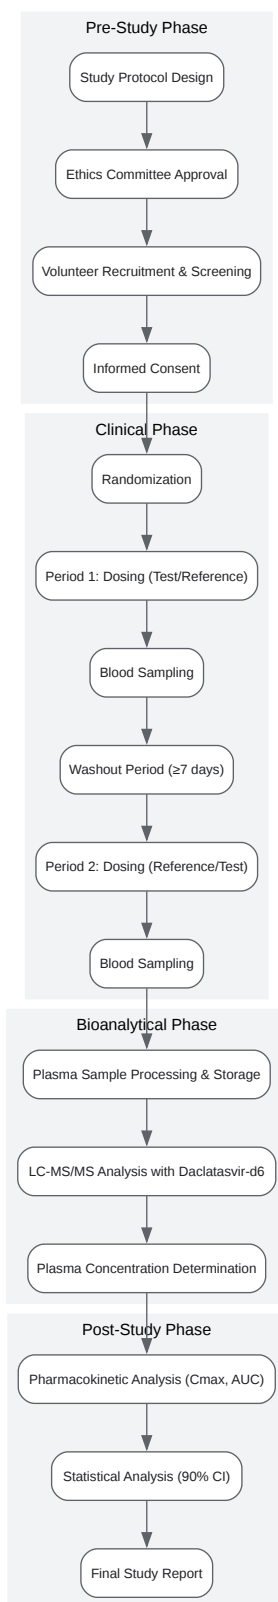 Pre-Study Phase
Study Protocol Design
Ethics Committee Approval
Volunteer Recruitment & Screening
Informed Consent
Clinical Phase
Randomization
Period 1: Dosing (Test/Reference)
Blood Sampling
Washout Period (≥7 days)
Period 2: Dosing (Reference/Test)
Blood Sampling
Bioanalytical Phase
Plasma Sample Processing & Storage
LC-MS/MS Analysis with Daclatasvir-d6
Plasma Concentration Determination
Post-Study Phase
Pharmacokinetic Analysis (Cmax, AUC)
Statistical Analysis (90% CI)
Final Study Report